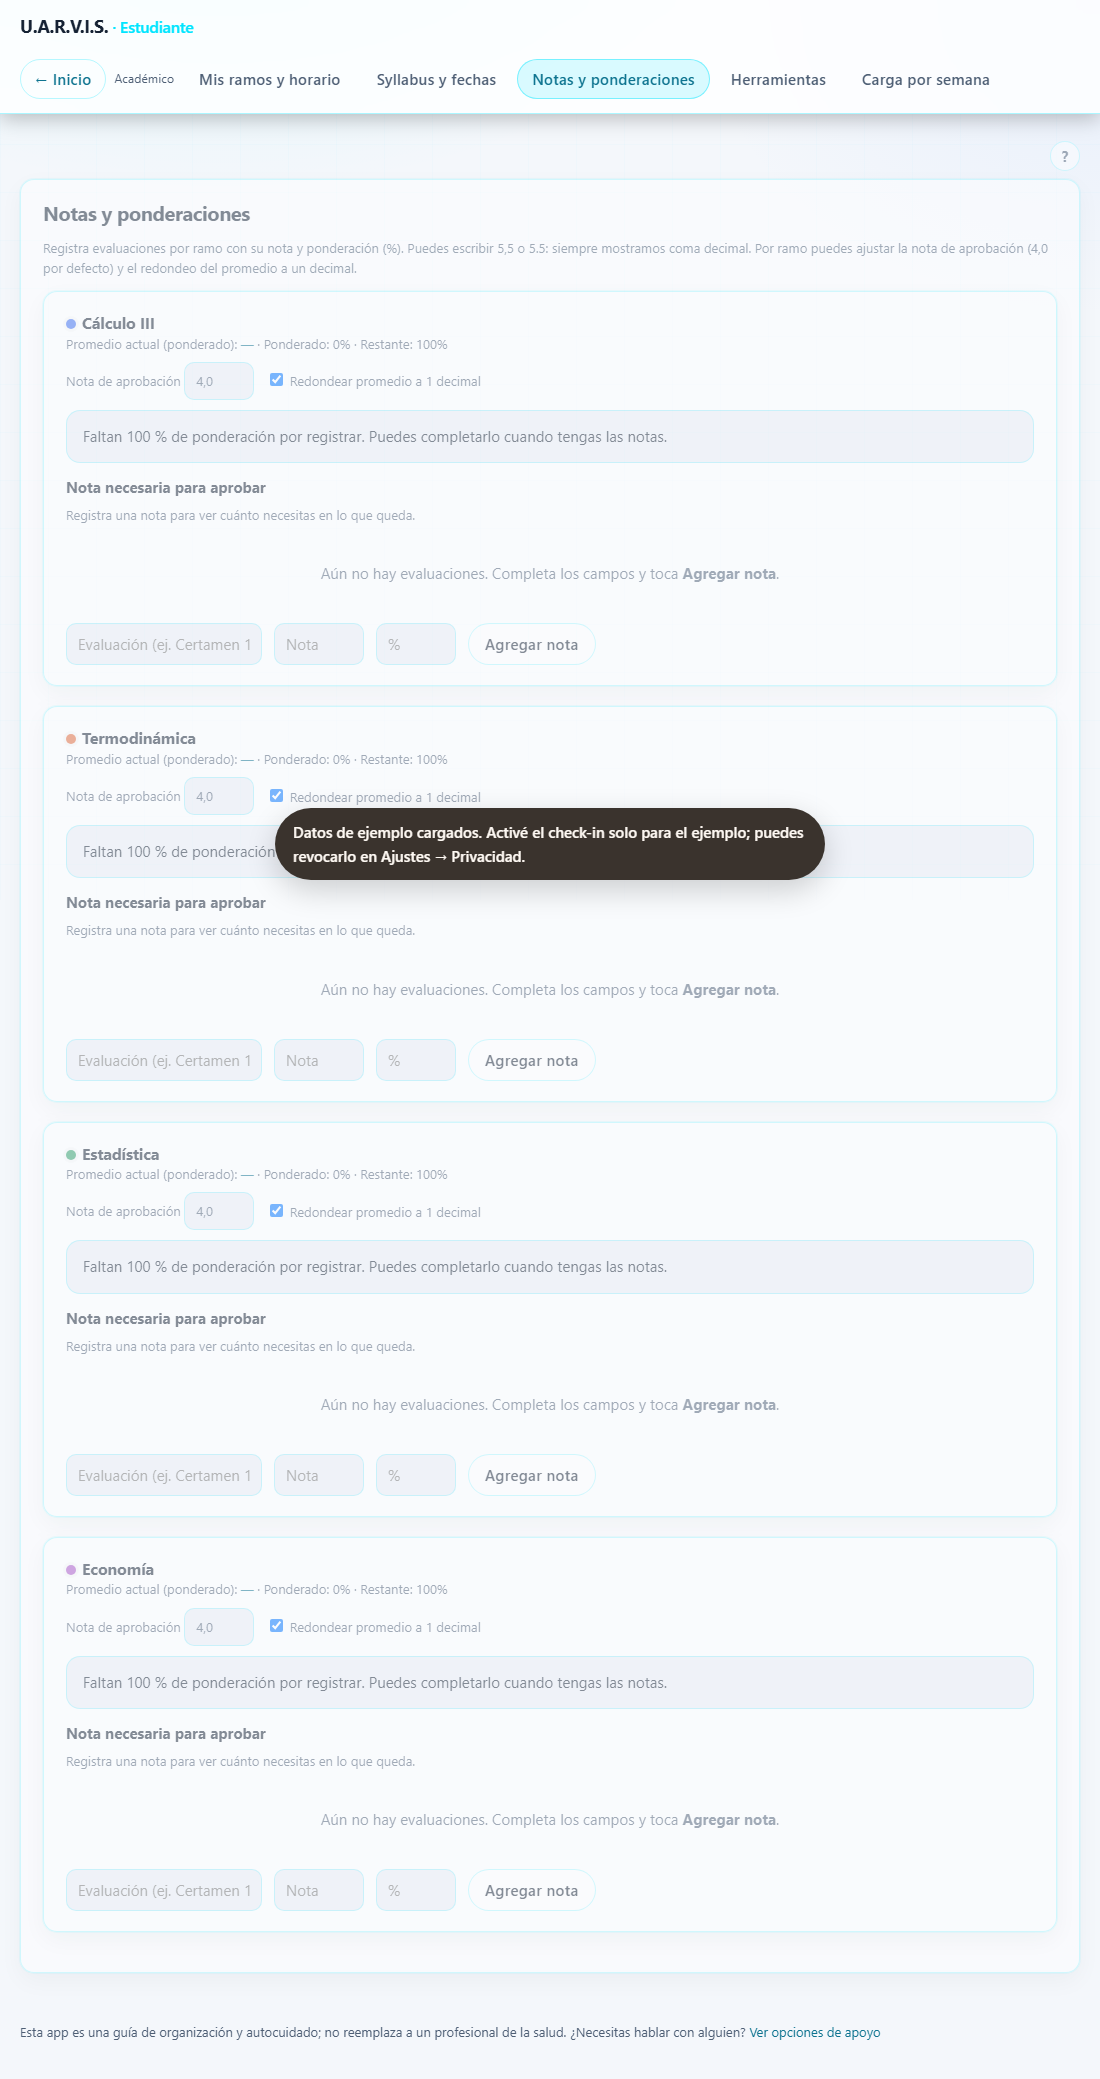 U.A.R.V.I.S. · Estudiante
← Inicio Académico Mis ramos y horario Syllabus y fechas Notas y ponderaciones Herramientas Carga por semana
?
Notas y ponderaciones
Registra evaluaciones por ramo con su nota y ponderación (%). Puedes escribir 5,5 o 5.5: siempre mostramos coma decimal. Por ramo puedes ajustar la nota de aprobación (4,0
por defecto) y el redondeo del promedio a un decimal.
Cálculo III
Promedio actual (ponderado): — · Ponderado: 0% · Restante: 100%
Nota de aprobación 4,0 Redondear promedio a 1 decimal
Faltan 100 % de ponderación por registrar. Puedes completarlo cuando tengas las notas.
Nota necesaria para aprobar
Registra una nota para ver cuánto necesitas en lo que queda.
Aún no hay evaluaciones. Completa los campos y toca Agregar nota.
Evaluación (ej. Certamen 1 Nota % Agregar nota
Termodinámica
Promedio actual (ponderado): — · Ponderado: 0% · Restante: 100%
Nota de aprobación 4,0 Redondear promedio a 1 decimal
Datos de ejemplo cargados. Activé el check-in solo para el ejemplo; puedes
revocarlo en Ajustes → Privacidad.
Faltan 100 % de ponderación
Nota necesaria para aprobar
Registra una nota para ver cuánto necesitas en lo que queda.
Aún no hay evaluaciones. Completa los campos y toca Agregar nota.
Evaluación (ej. Certamen 1 Nota % Agregar nota
Estadística
Promedio actual (ponderado): — · Ponderado: 0% · Restante: 100%
Nota de aprobación 4,0 Redondear promedio a 1 decimal
Faltan 100 % de ponderación por registrar. Puedes completarlo cuando tengas las notas.
Nota necesaria para aprobar
Registra una nota para ver cuánto necesitas en lo que queda.
Aún no hay evaluaciones. Completa los campos y toca Agregar nota.
Evaluación (ej. Certamen 1 Nota % Agregar nota
Economía
Promedio actual (ponderado): — · Ponderado: 0% · Restante: 100%
Nota de aprobación 4,0 Redondear promedio a 1 decimal
Faltan 100 % de ponderación por registrar. Puedes completarlo cuando tengas las notas.
Nota necesaria para aprobar
Registra una nota para ver cuánto necesitas en lo que queda.
Aún no hay evaluaciones. Completa los campos y toca Agregar nota.
Evaluación (ej. Certamen 1 Nota % Agregar nota
Esta app es una guía de organización y autocuidado; no reemplaza a un profesional de la salud. ¿Necesitas hablar con alguien? Ver opciones de apoyo